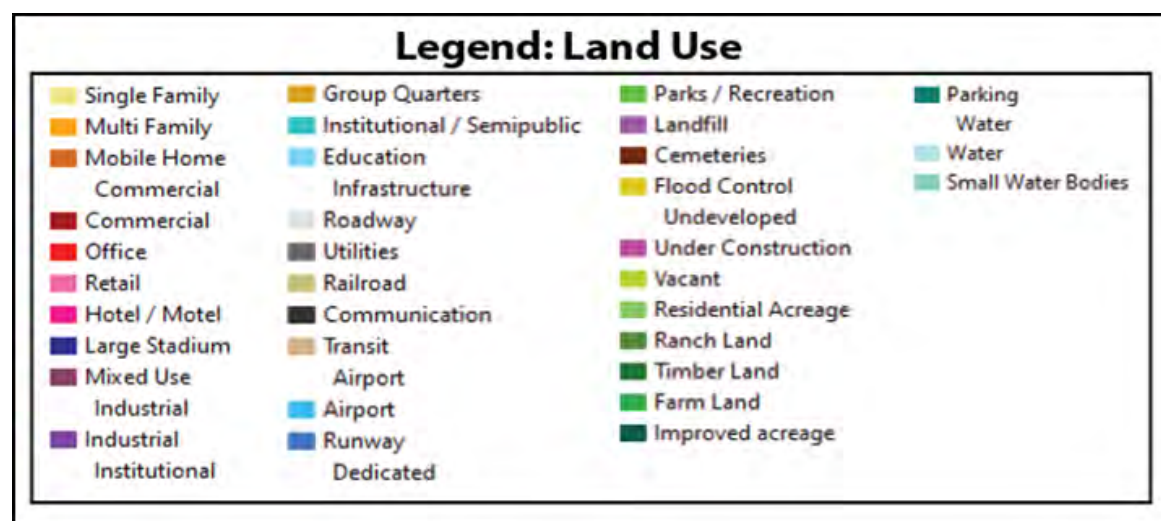 Legend: Land Use
Single Family
Multi Family
Mobile Home
Commercial
Commercial
Office
Retail
Hotel / Motel
Large Stadium
Mixed Use
Industrial
Industrial
Institutional
Group Quarters
Institutional / Semipublic
Education
Infrastructure
Roadway
Utilities
Railroad
Communication
Transit
Airport
Airport
Runway
Dedicated
Parks / Recreation
Landfill
Cemeteries
Flood Control
Undeveloped
Under Construction
Vacant
Residential Acreage
Ranch Land
Timber Land
Farm Land
Improved acreage
Parking
Water
Water
Small Water Bodies